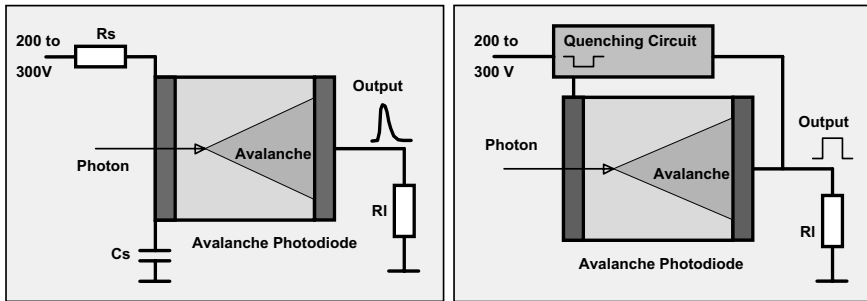 200 to
300V
Rs
Output
Photon
Avalanche
Rl
Cs
Avalanche Photodiode
200 to
300 V
Quenching Circuit
Output
Photon
Avalanche
Rl
Avalanche Photodiode